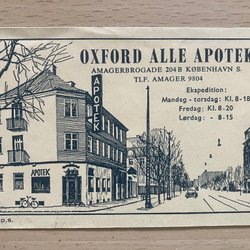 OXFORD ALLE APOTEK
AMAGERBROGADE 204B KØBENHAVN S.
TLF. AMAGER 9804
Ekspedition:
Mandag - torsdag: Kl. 8-18
Fredag: Kl. 8-20
Lørdag: - 8-15
APOTEK
APOTEK